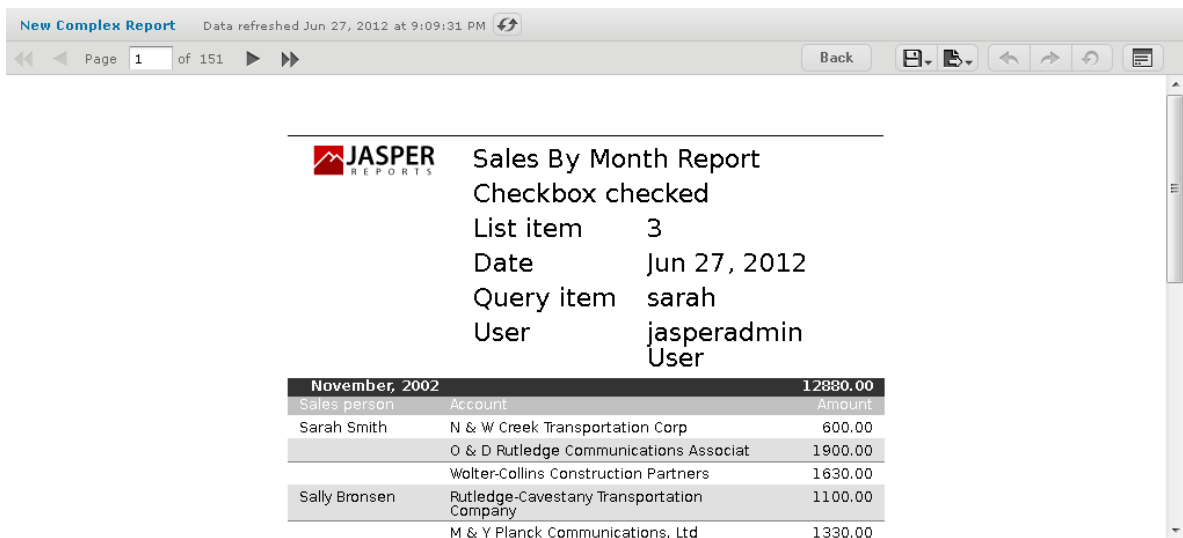 New Complex Report Data refreshed Jun 27, 2012 at 9:09:31 PM
Page 1 of 151 Back
JASPER
REPORTS
Sales By Month Report
Checkbox checked
List item 3
Date Jun 27, 2012
Query item sarah
User jasperadmin
User
November, 2002 12880.00
Sales person Account Amount
Sarah Smith N & W Creek Transportation Corp 600.00
O & D Rutledge Communications Associat 1900.00
Wolter-Collins Construction Partners 1630.00
Sally Bronsen Rutledge-Cavestany Transportation 1100.00
Company
M & Y Planck Communications, Ltd 1330.00